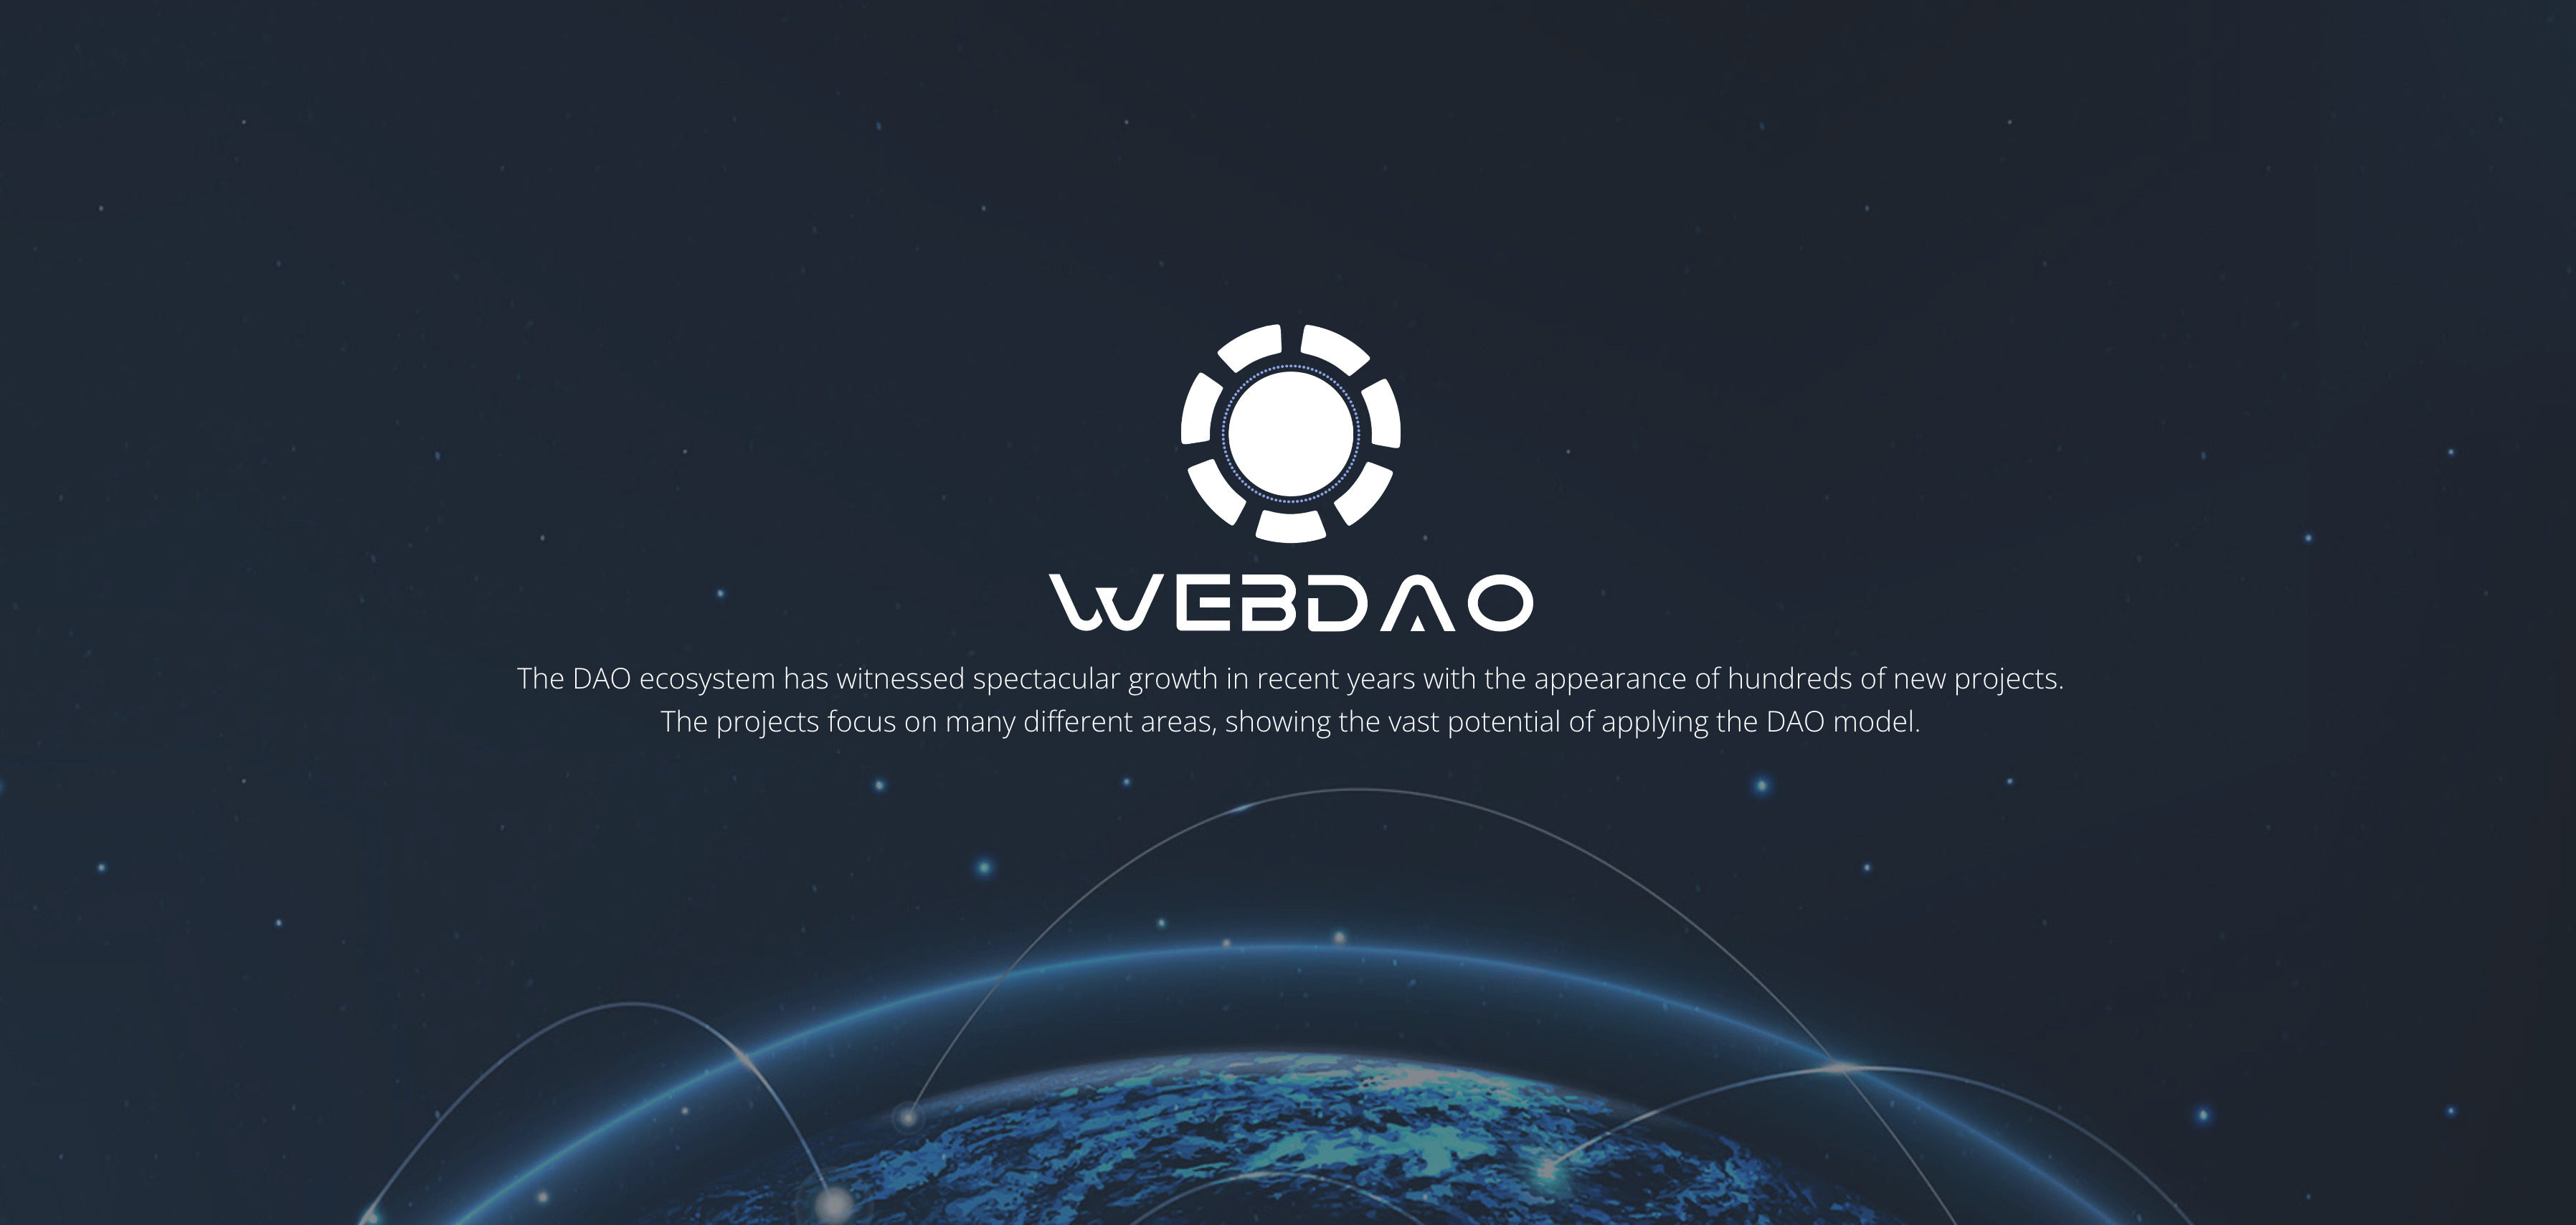 WEBDAO
The DAO ecosystem has witnessed spectacular growth in recent years with the appearance of hundreds of new projects.
The projects focus on many different areas, showing the vast potential of applying the DAO model.